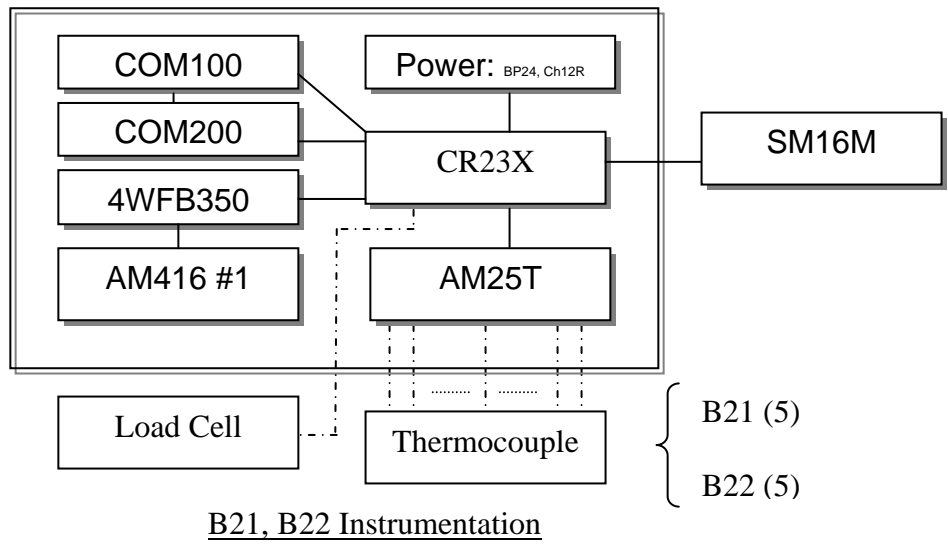 COM100
Power: BP24, Ch12R
COM200
CR23X
SM16M
4WFB350
AM416 #1
AM25T
Load Cell
Thermocouple
B21 (5)
B22 (5)
B21, B22 Instrumentation